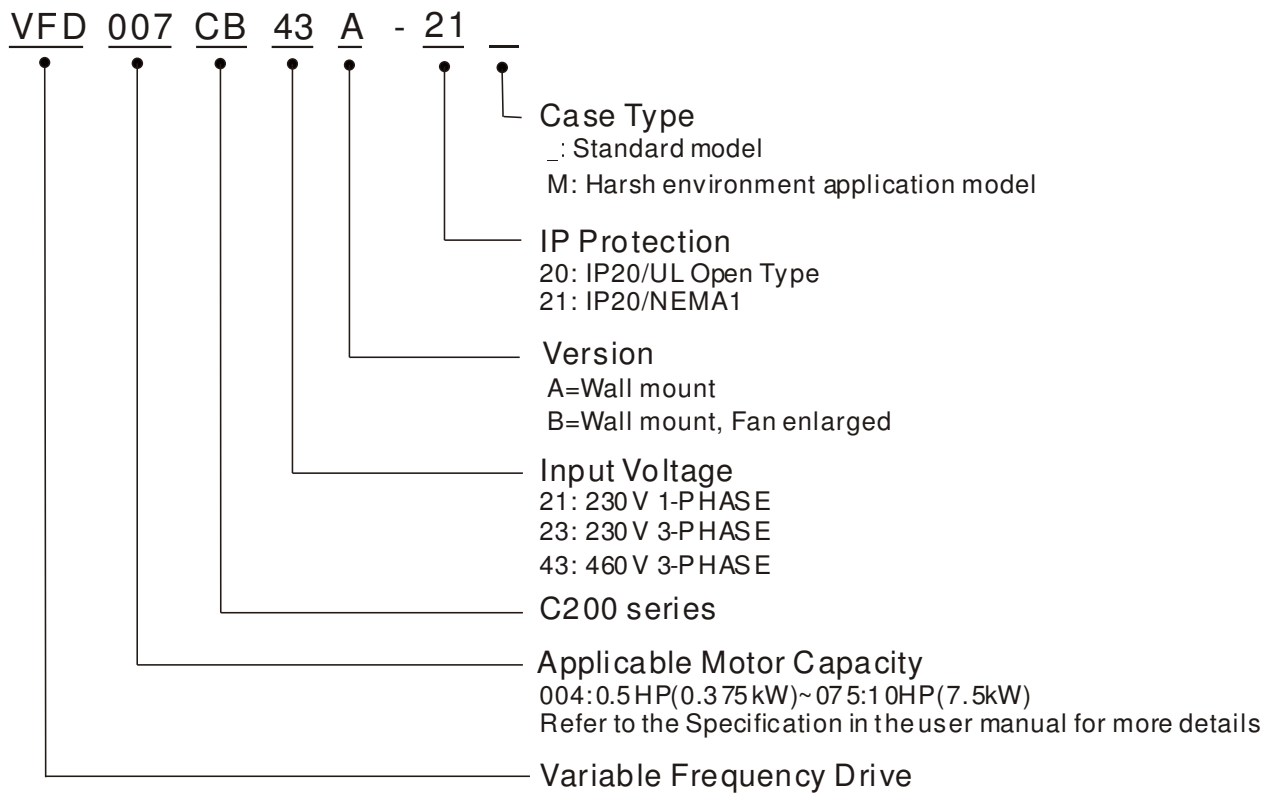 VFD 007 CB 43 A - 21 _
Case Type
_: Standard model
M: Harsh environment application model
IP Protection
20: IP20/UL Open Type
21: IP20/NEMA1
Version
A=Wall mount
B=Wall mount, Fan enlarged
Input Voltage
21: 230V 1-PHASE
23: 230V 3-PHASE
43: 460V 3-PHASE
C200 series
Applicable Motor Capacity
004:0.5HP(0.375kW)~075:10HP(7.5kW)
Refer to the Specification in the user manual for more details
Variable Frequency Drive